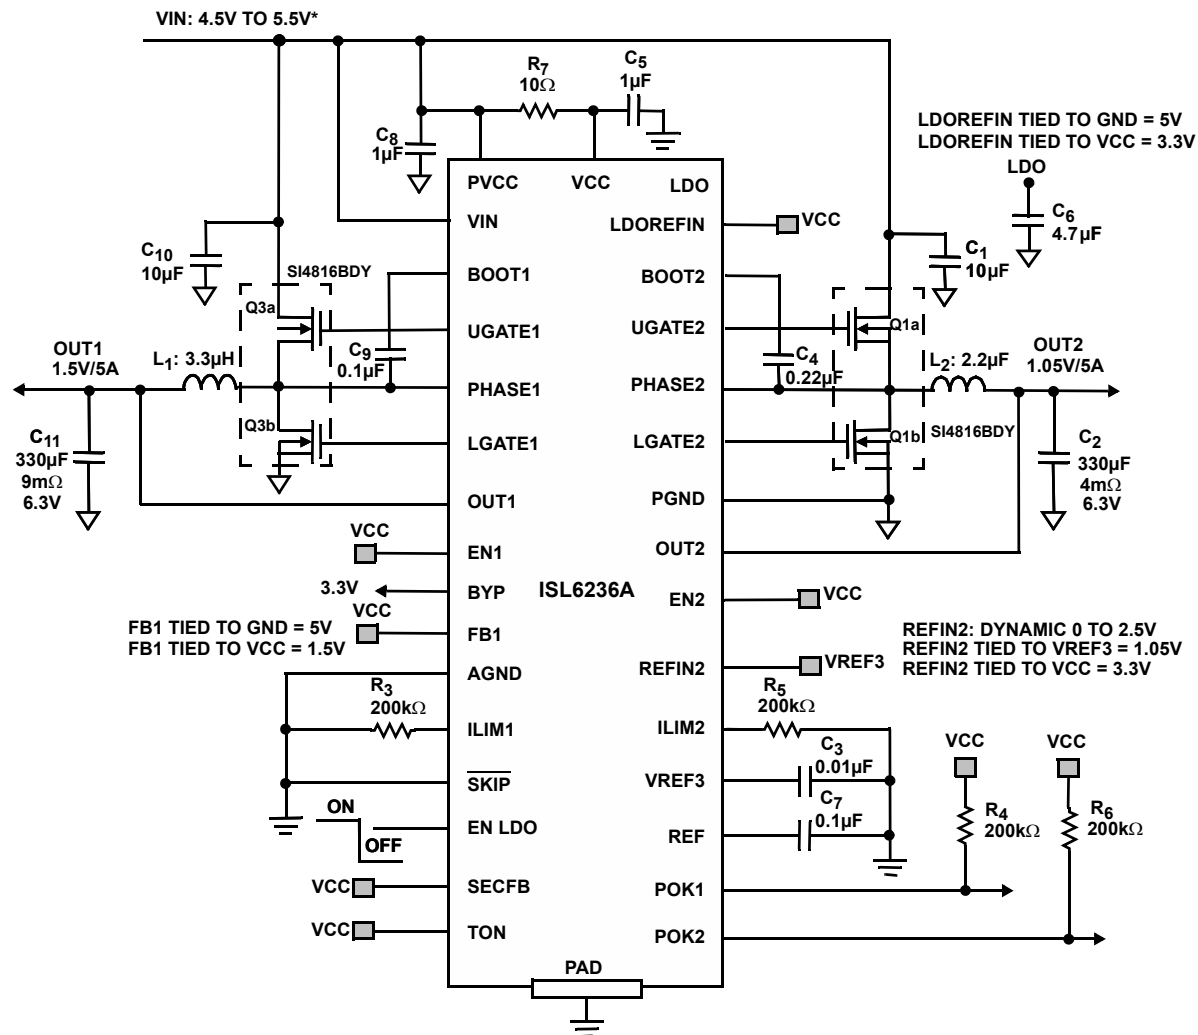 VIN: 4.5V TO 5.5V*
R7
10Ω
C5
1µF
C8
1µF
LDOREFIN TIED TO GND = 5V
LDOREFIN TIED TO VCC = 3.3V
LDO
C6
4.7µF
PVCC
VCC
LDO
VIN
LDOREFIN
VCC
C10
10µF
C1
10µF
SI4816BDY
BOOT1
BOOT2
Q3a
Q1a
UGATE1
UGATE2
C9
0.1µF
C4
0.22µF
OUT1
1.5V/5A
L1: 3.3µH
L2: 2.2µF
OUT2
1.05V/5A
PHASE1
PHASE2
Q3b
Q1b
SI4816BDY
LGATE1
LGATE2
C11
330µF
9mΩ
6.3V
C2
330µF
4mΩ
6.3V
OUT1
PGND
VCC
EN1
OUT2
3.3V
BYP
ISL6236A
EN2
VCC
VCC
FB1
FB1 TIED TO GND = 5V
FB1 TIED TO VCC = 1.5V
REFIN2: DYNAMIC 0 TO 2.5V
REFIN2 TIED TO VREF3 = 1.05V
REFIN2 TIED TO VCC = 3.3V
AGND
REFIN2
VREF3
R3
200kΩ
R5
200kΩ
ILIM1
ILIM2
C3
0.01µF
VCC
VCC
SKIP
VREF3
ON
OFF
EN LDO
C7
0.1µF
REF
R4
200kΩ
R6
200kΩ
VCC
SECFB
POK1
VCC
TON
POK2
PAD